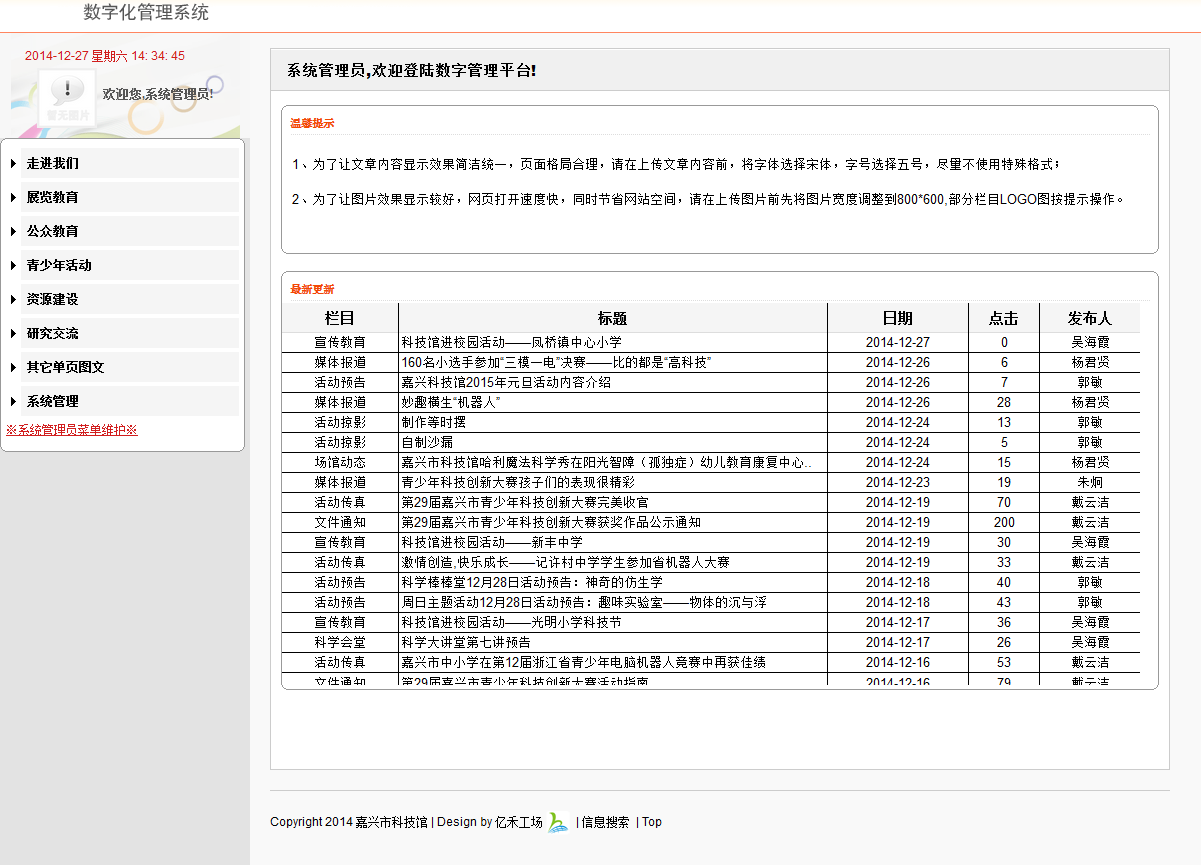 数字化管理系统
2014-12-27 星期六 14: 34: 45
暂无图片
欢迎您,系统管理员!
走进我们
展览教育
公众教育
青少年活动
资源建设
研究交流
其它单页图文
系统管理
※系统管理员菜单维护※
系统管理员,欢迎登陆数字管理平台!
温馨提示
1、为了让文章内容显示效果简洁统一，页面格局合理，请在上传文章内容前，将字体选择宋体，字号选择五号，尽量不使用特殊格式；
2、为了让图片效果显示较好，网页打开速度快，同时节省网站空间，请在上传图片前先将图片宽度调整到800*600,部分栏目LOGO图按提示操作。
最新更新
栏目 标题 日期 点击 发布人
宣传教育 科技馆进校园活动——凤桥镇中心小学 2014-12-27 0 吴海霞
媒体报道 160名小选手参加“三模一电”决赛——比的都是“高科技” 2014-12-26 6 杨君贤
活动预告 嘉兴科技馆2015年元旦活动内容介绍 2014-12-26 7 郭敏
媒体报道 妙趣横生“机器人” 2014-12-26 28 杨君贤
活动掠影 制作等时摆 2014-12-24 13 郭敏
活动掠影 自制沙漏 2014-12-24 5 郭敏
场馆动态 嘉兴市科技馆哈利魔法科学秀在阳光智障（孤独症）幼儿教育康复中心.. 2014-12-24 15 杨君贤
媒体报道 青少年科技创新大赛孩子们的表现很精彩 2014-12-23 19 朱炯
活动传真 第29届嘉兴市青少年科技创新大赛完美收官 2014-12-19 70 戴云洁
文件通知 第29届嘉兴市青少年科技创新大赛获奖作品公示通知 2014-12-19 200 戴云洁
宣传教育 科技馆进校园活动——新丰中学 2014-12-19 30 吴海霞
活动传真 激情创造,快乐成长——记许村中学学生参加省机器人大赛 2014-12-19 33 戴云洁
活动预告 科学棒棒堂12月28日活动预告：神奇的仿生学 2014-12-18 40 郭敏
活动预告 周日主题活动12月28日活动预告：趣味实验室——物体的沉与浮 2014-12-18 43 郭敏
宣传教育 科技馆进校园活动——光明小学科技节 2014-12-17 36 吴海霞
科学会堂 科学大讲堂第七讲预告 2014-12-17 26 吴海霞
活动传真 嘉兴市中小学在第12届浙江省青少年电脑机器人竞赛中再获佳绩 2014-12-16 53 戴云洁
文件通知 第29届嘉兴市青少年科技创新大赛活动指南 2014-12-16 79 戴云洁
Copyright 2014 嘉兴市科技馆 | Design by 亿禾工场 | 信息搜索 | Top